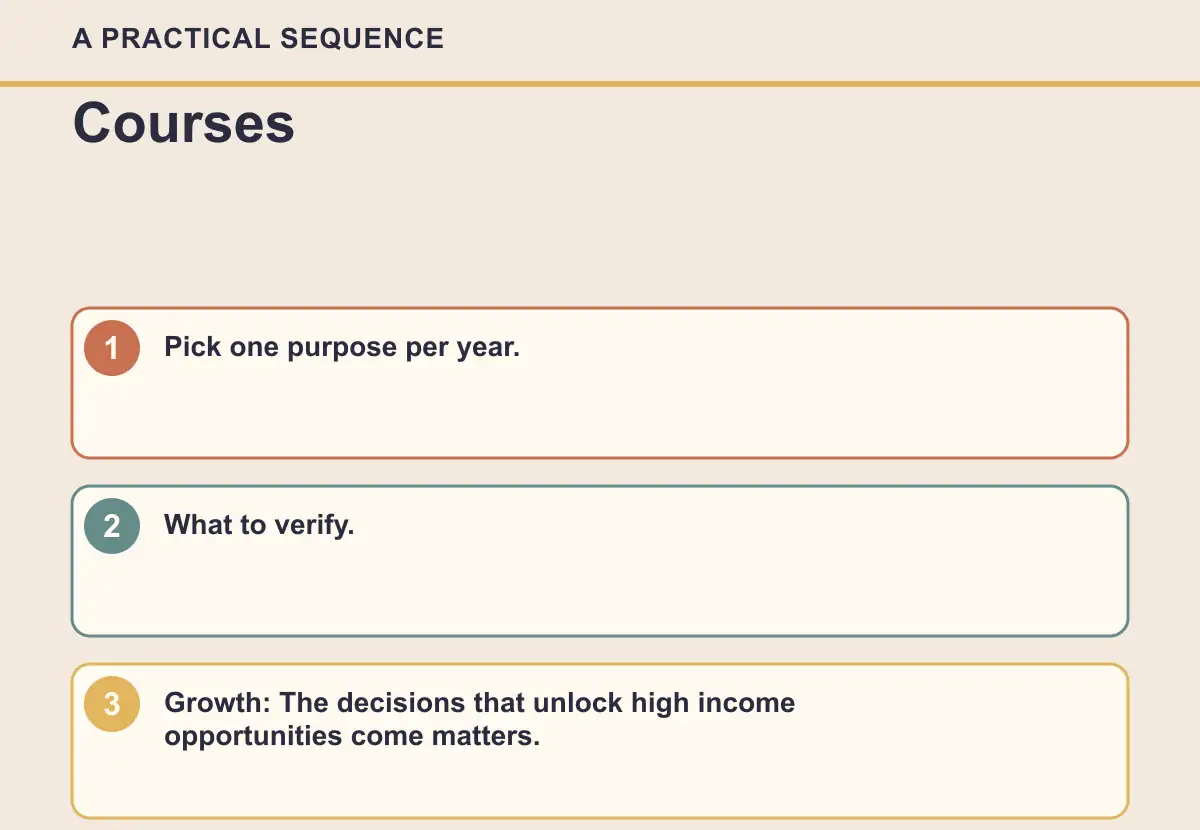 A PRACTICAL SEQUENCE
Courses
1
Pick one purpose per year.
2
What to verify.
3
Growth: The decisions that unlock high income
opportunities come matters.